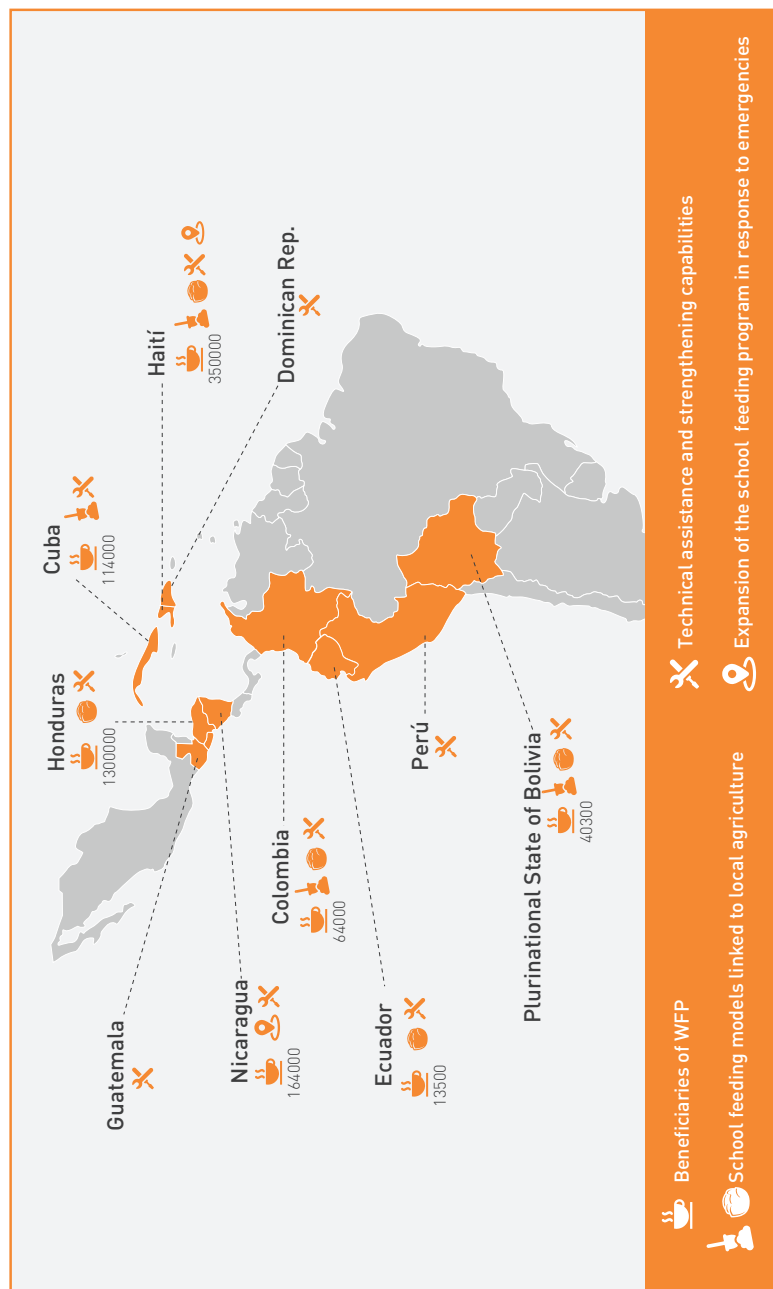 Guatemala
Honduras
1300000
Cuba
114000
Haití
350000
Dominican Rep.
Nicaragua
164000
Colombia
64000
Ecuador
13500
Perú
Plurinational State of Bolivia
40300
Beneficiaries of WFP
School feeding models linked to local agriculture
Technical assistance and strengthening capabilities
Expansion of the school feeding program in response to emergencies